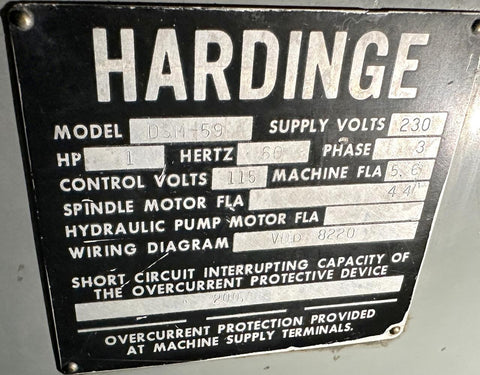 HARDINGE
MODEL DSM-59 SUPPLY VOLTS 230
HP 1 HERTZ 60 PHASE 3
CONTROL VOLTS 115 MACHINE FLA 5.6
SPINDLE MOTOR FLA 4.4
HYDRAULIC PUMP MOTOR FLA
WIRING DIAGRAM 8220
SHORT CIRCUIT INTERRUPTING CAPACITY OF
THE OVERCURRENT PROTECTIVE DEVICE
200
OVERCURRENT PROTECTION PROVIDED
AT MACHINE SUPPLY TERMINALS.